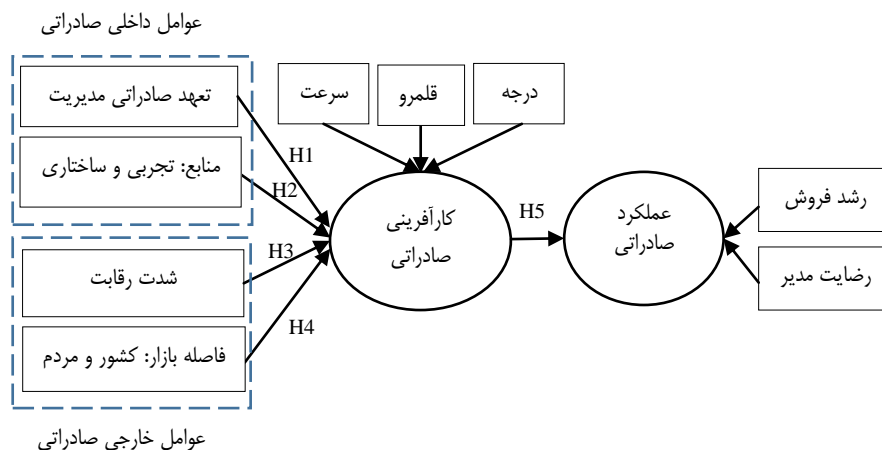 عوامل داخلی صادراتی
تعهد صادراتی مدیریت
منابع: تجربی و ساختاری
شدت رقابت
فاصله بازار: کشور و مردم
عوامل خارجی صادراتی
H1
H2
H3
H4
سرعت
قلمرو
درجه
کارآفرینی
صادراتی
H5
عملکرد
صادراتی
رشد فروش
رضایت مدیر